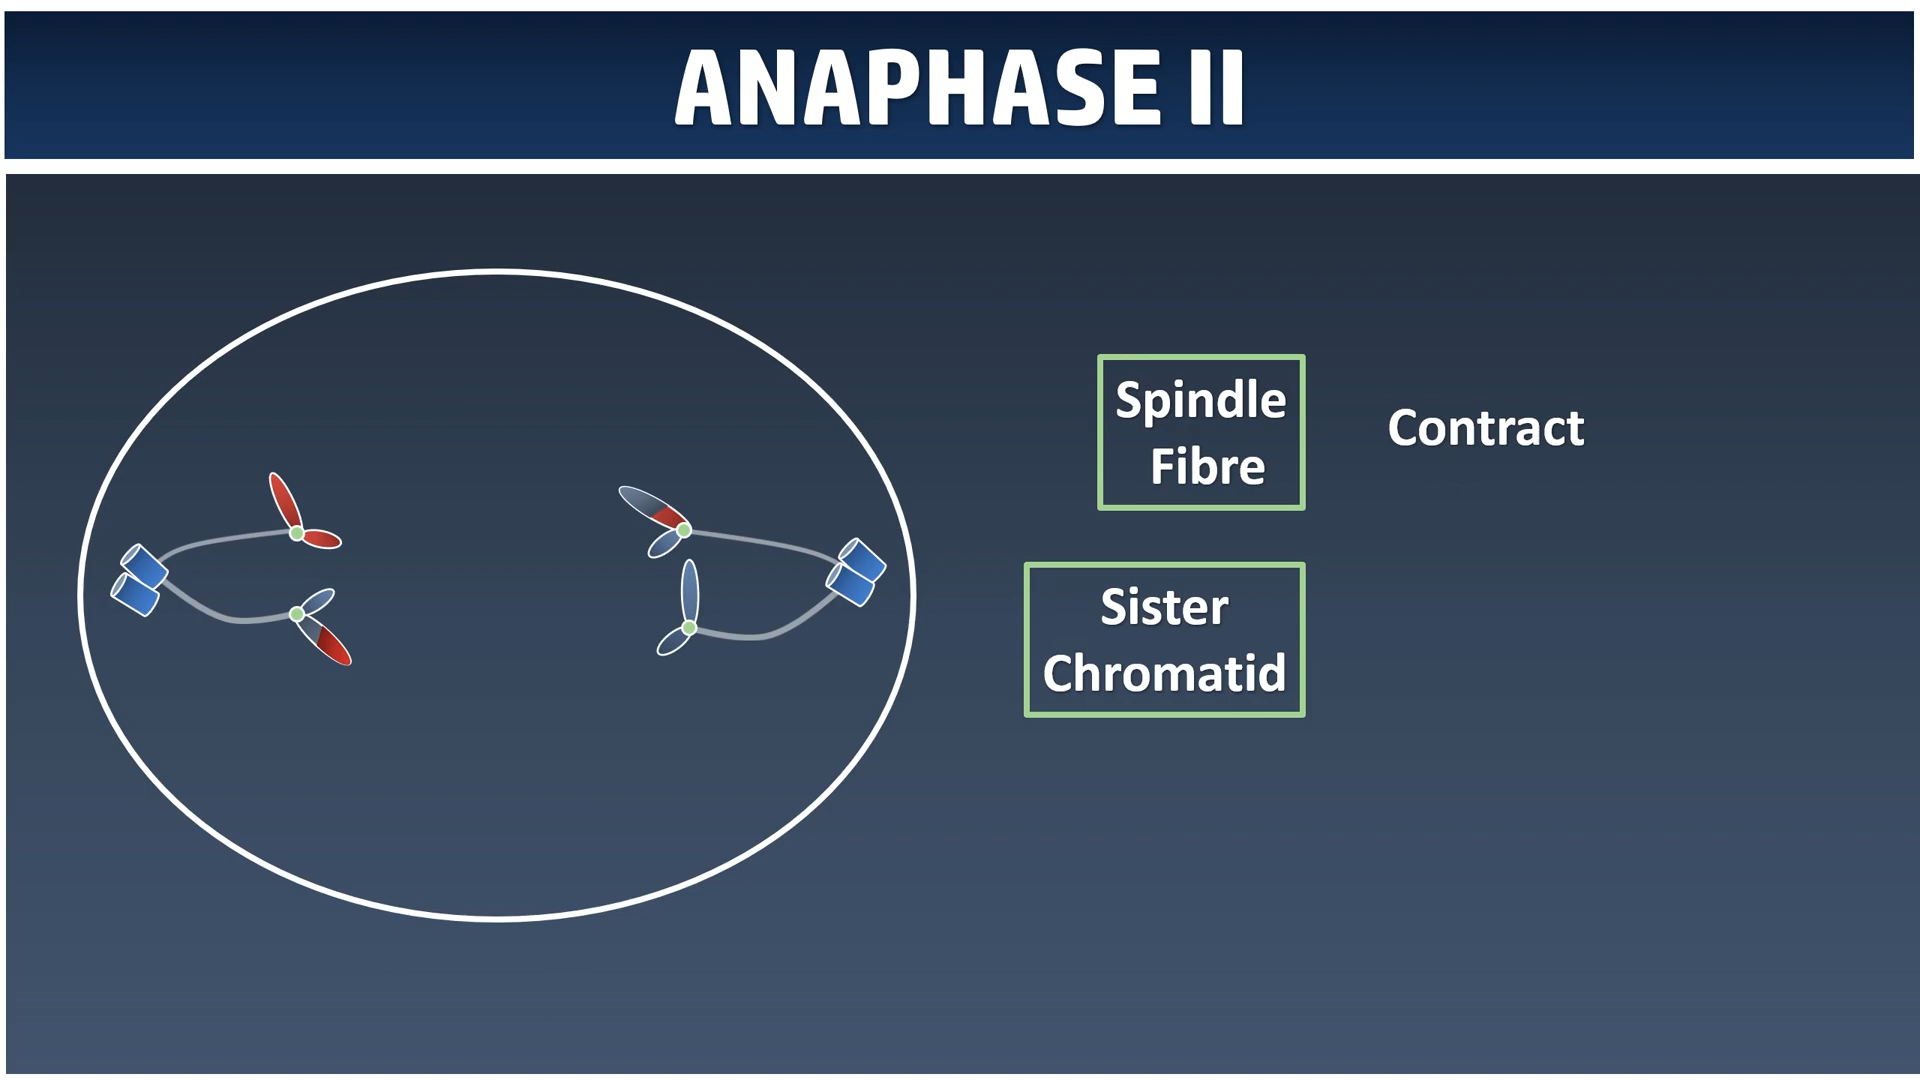 ANAPHASE II
Spindle
Fibre
Contract
Sister
Chromatid